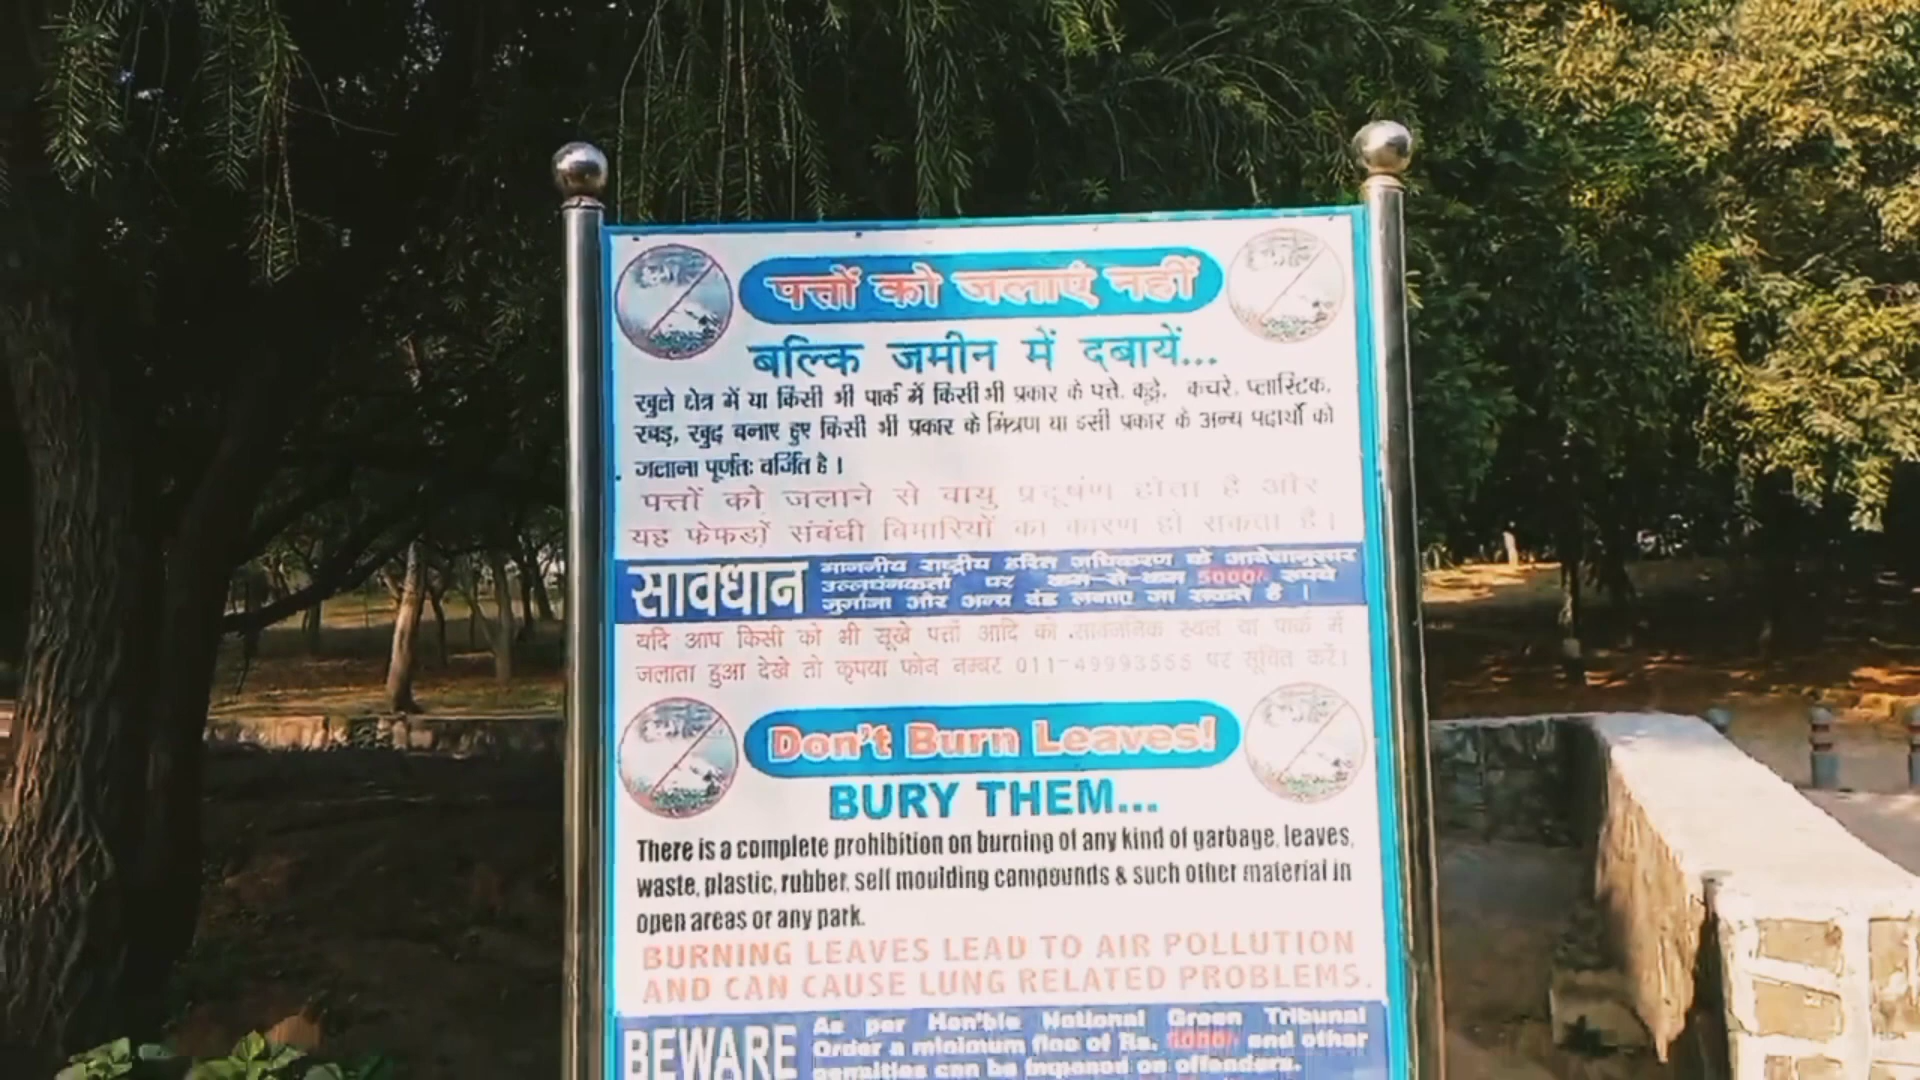 पत्तों को जलाएं नहीं
बल्कि जमीन में दबायें...
खुले क्षेत्र में या किसी भी पार्क में किसी भी प्रकार के पत्ते, कूड़े, कचरे, प्लास्टिक,
रबड़, खुद बनाए हुए किसी भी प्रकार के मिश्रण या इसी प्रकार के अन्य पदार्थों को
जलाना पूर्णतः वर्जित है।
पत्तों को जलाने से वायु प्रदूषण होता है और
यह फेफडों संबंधी बिमारियों का कारण हो सकता है।
सावधान
माननीय राष्ट्रीय हरित अधिकरण के आदेशानुसार
उल्लघंनकर्ता पर कम-से-कम 5000/- रुपये
जुर्माना और अन्य दंड लगाए जा सकते है ।
यदि आप किसी को भी सूखे पत्तों आदि को सार्वजनिक स्थल या पार्क में
जलाता हुआ देखे तो कृपया फोन नम्बर पर सूचित करें।
Don't Burn Leaves!
BURY THEM...
There is a complete prohibition on burning of any kind of garbage, leaves,
waste, plastic, rubber, self moulding campounds & such other material in
open areas or any park.
BURNING LEAVES LEAD TO AIR POLLUTION
AND CAN CAUSE LUNG RELATED PROBLEMS.
BEWARE
As per Hon'ble National Green Tribunal
Order a minimum fine of Rs. and other
penalties can be imposed on offenders.